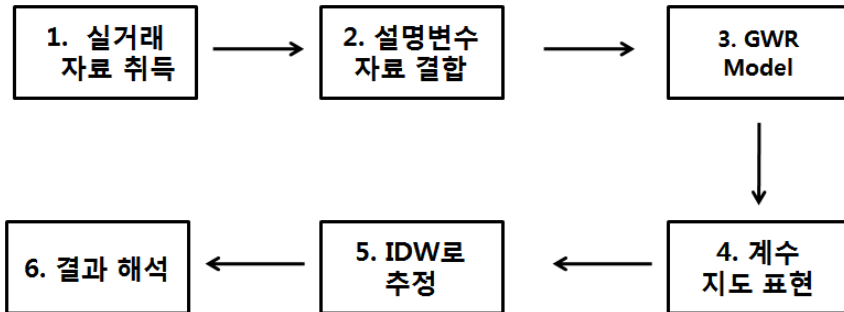 1. 실거래
자료 취득
2. 설명변수
자료 결합
3. GWR
Model
4. 계수
지도 표현
5. IDW로
추정
6. 결과 해석